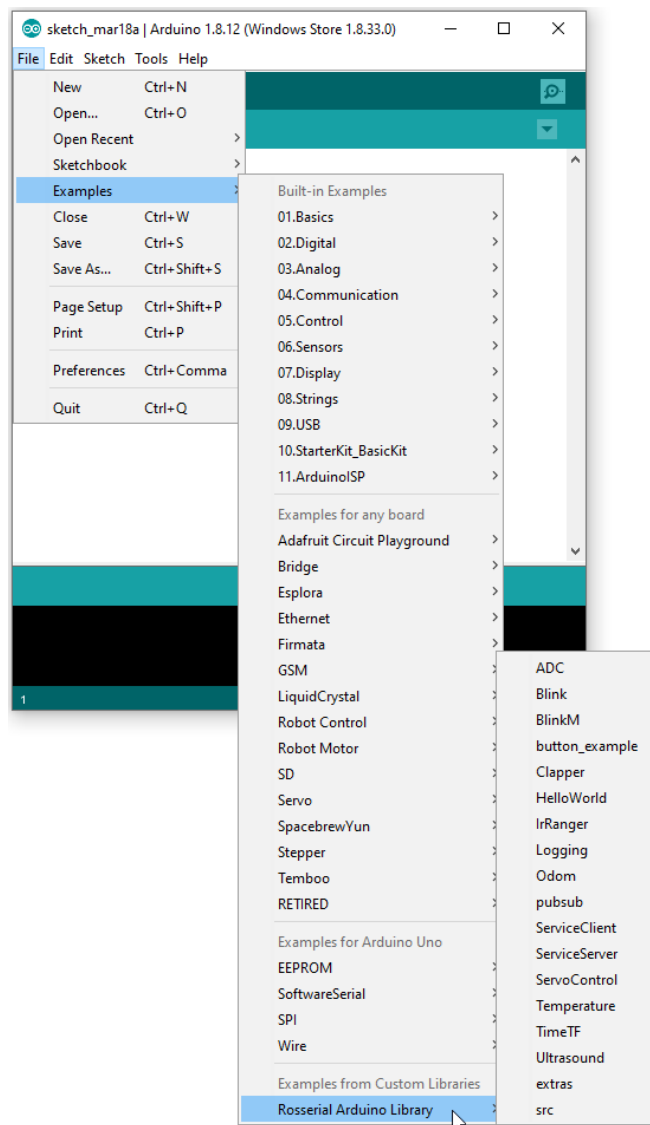 sketch_mar18a | Arduino 1.8.12 (Windows Store 1.8.33.0)
File Edit Sketch Tools Help
New Ctrl+N
Open... Ctrl+O
Open Recent
Sketchbook
Examples
Close Ctrl+W
Save Ctrl+S
Save As... Ctrl+Shift+S
Page Setup Ctrl+Shift+P
Print Ctrl+P
Preferences Ctrl+Comma
Quit Ctrl+Q
Built-in Examples
01.Basics
02.Digital
03.Analog
04.Communication
05.Control
06.Sensors
07.Display
08.Strings
09.USB
10.StarterKit_BasicKit
11.ArduinoISP
Examples for any board
Adafruit Circuit Playground
Bridge
Esplora
Ethernet
Firmata
GSM
LiquidCrystal
Robot Control
Robot Motor
SD
Servo
SpacebrewYun
Stepper
Temboo
RETIRED
Examples for Arduino Uno
EEPROM
SoftwareSerial
SPI
Wire
Examples from Custom Libraries
Rosserial Arduino Library
ADC
Blink
BlinkM
button_example
Clapper
HelloWorld
IrRanger
Logging
Odom
pubsub
ServiceClient
ServiceServer
ServoControl
Temperature
TimeTF
Ultrasound
extras
src
1